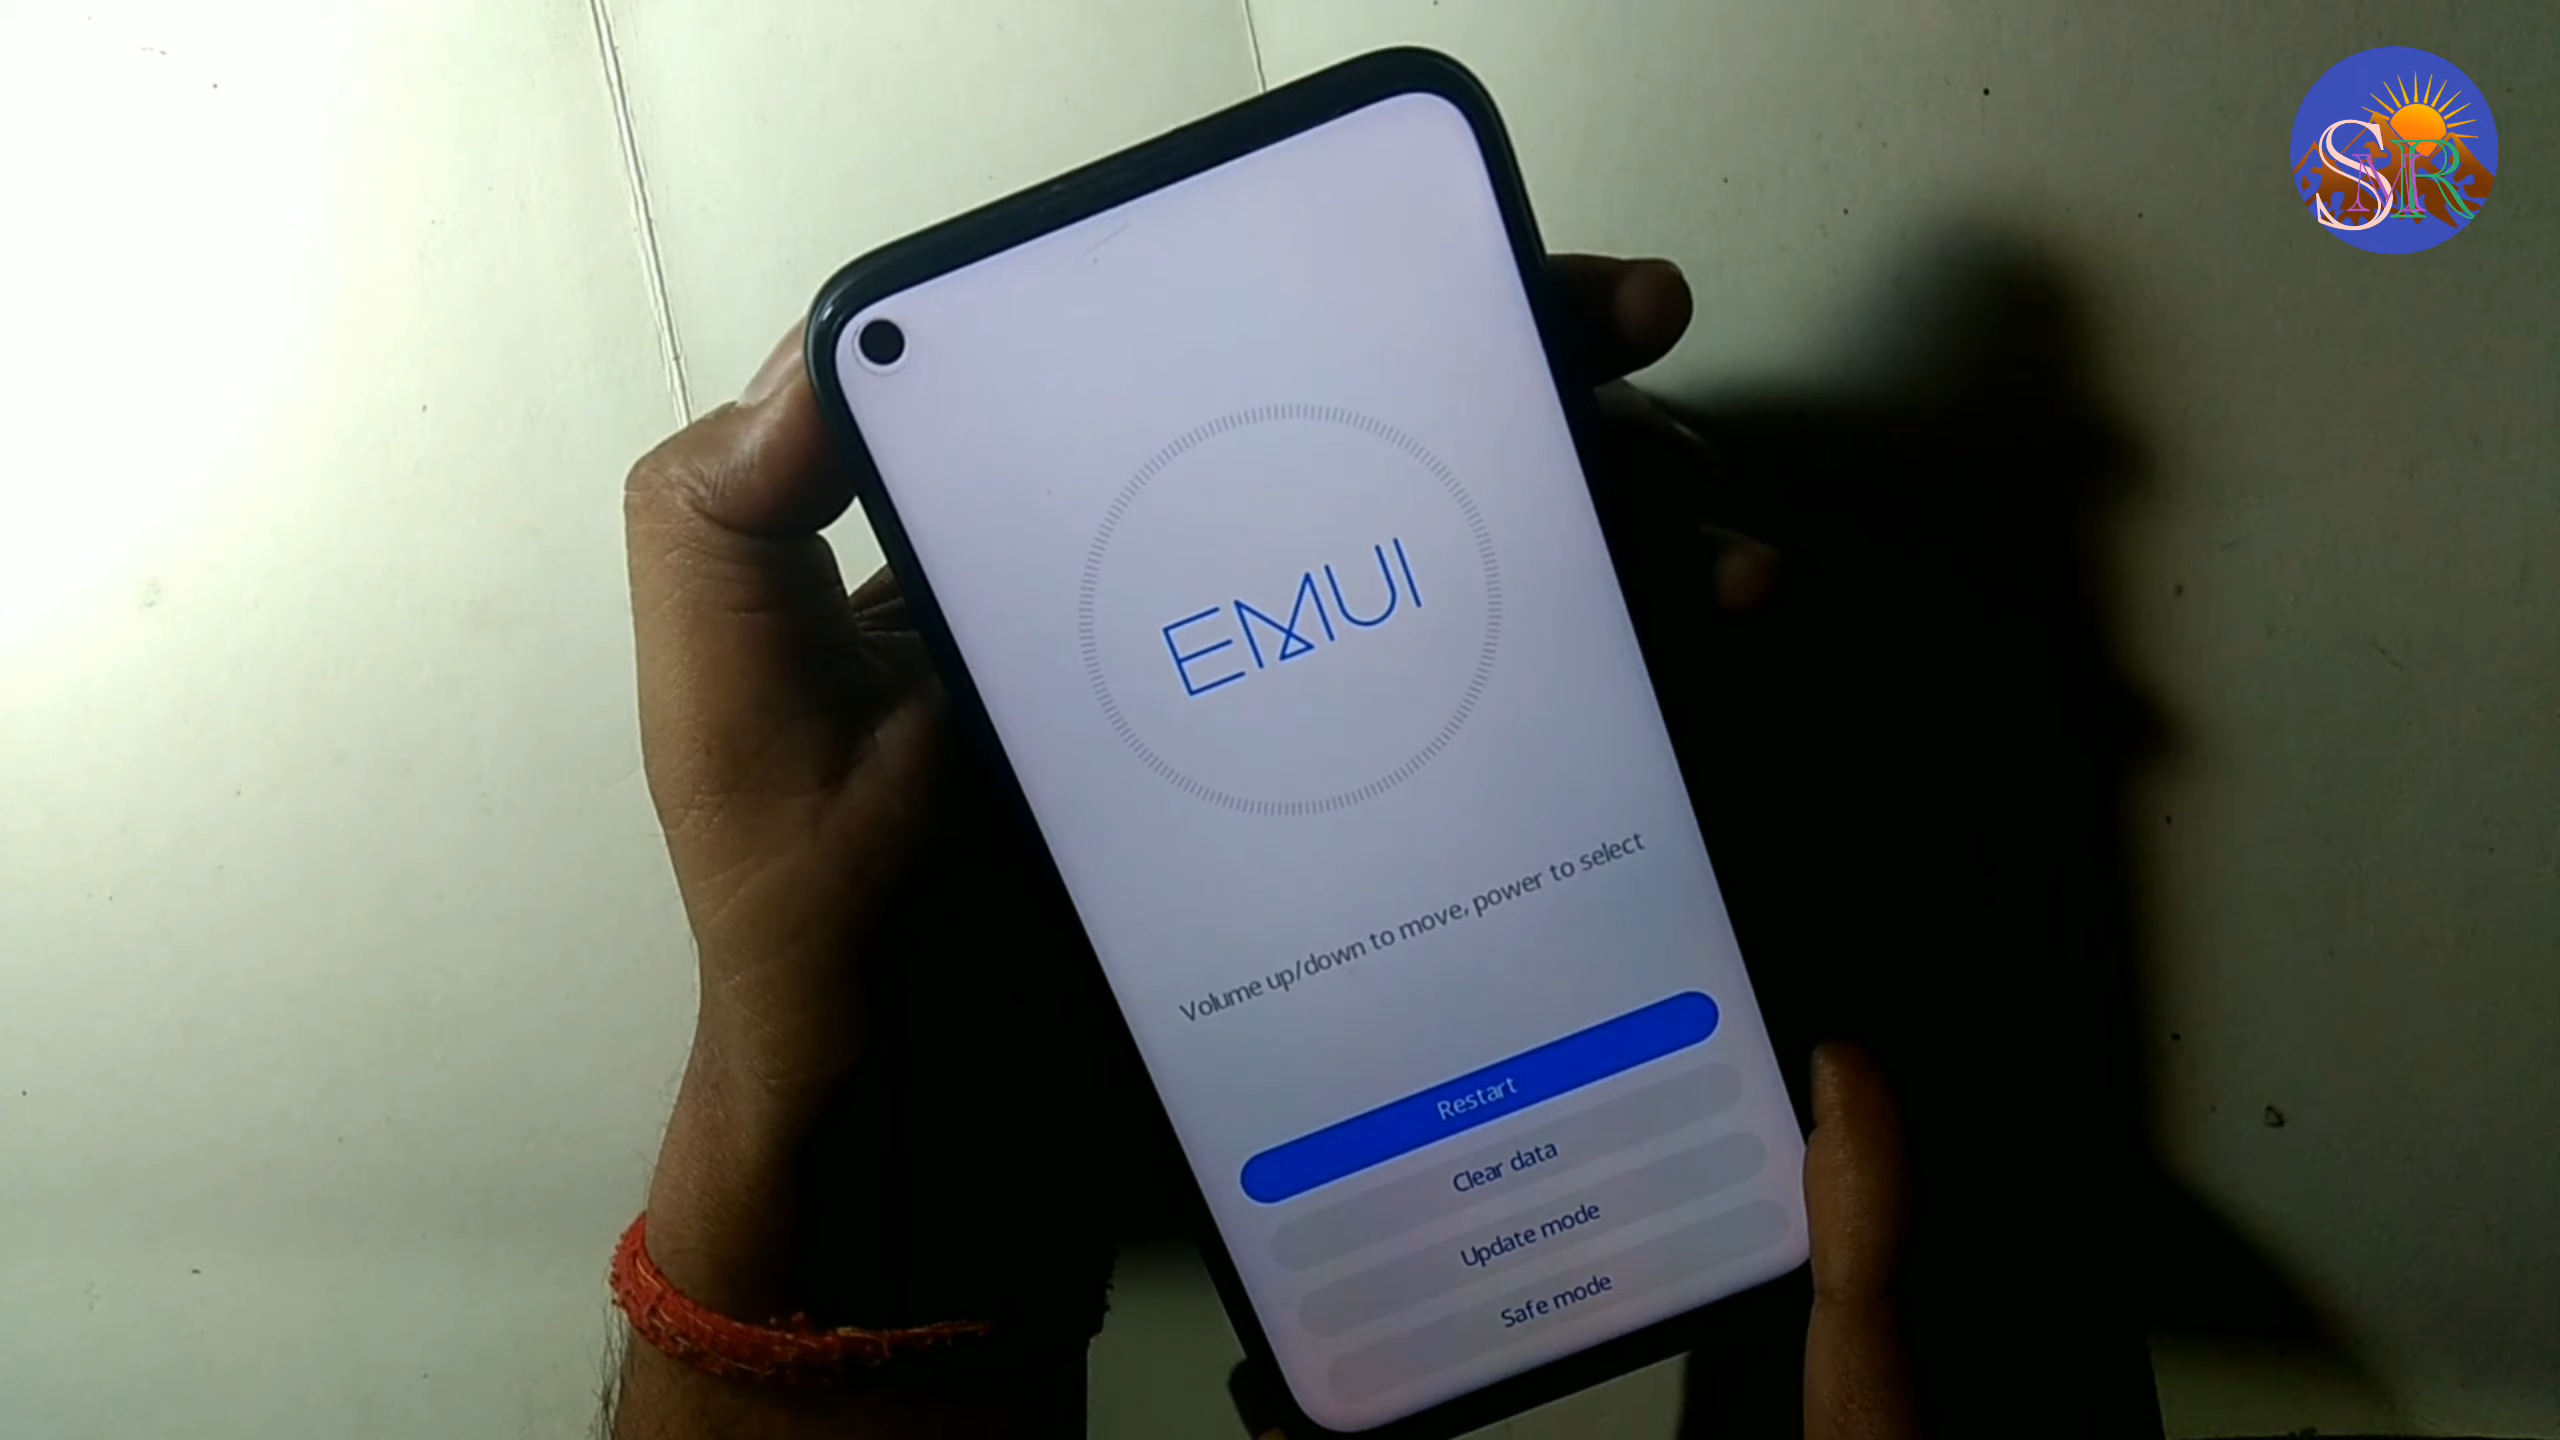 SMR
EMUI
Volume up/down to move, power to select
Restart
Clear data
Update mode
Safe mode